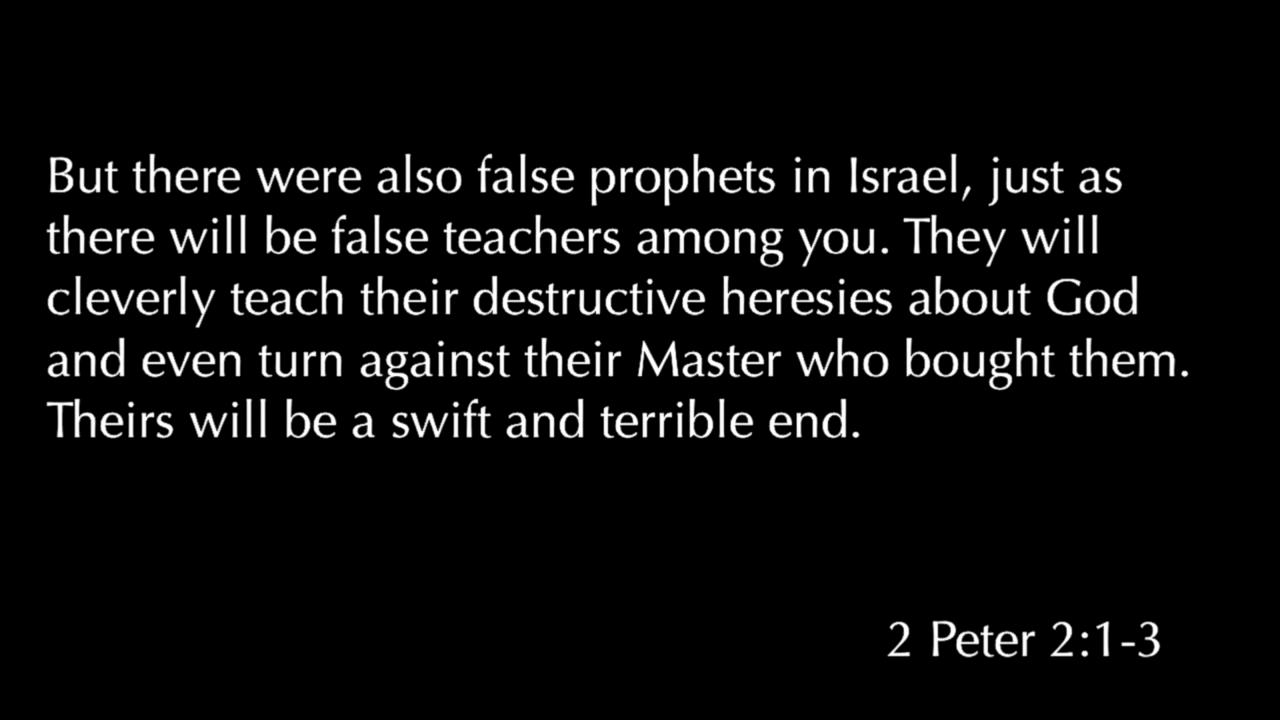 But there were also false prophets in Israel, just as
there will be false teachers among you. They will
cleverly teach their destructive heresies about God
and even turn against their Master who bought them.
Theirs will be a swift and terrible end.
2 Peter 2:1-3